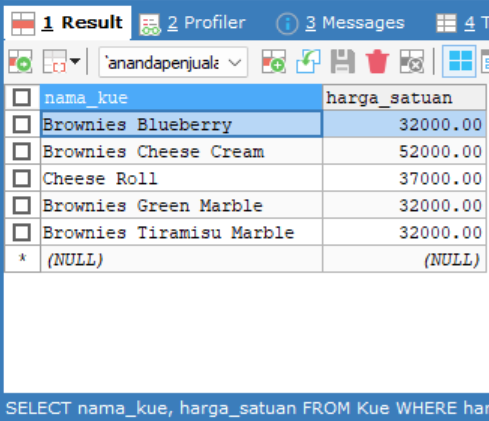 1 Result 2 Profiler 3 Messages 4
`anandapenjuala
nama_kue harga_satuan
Brownies Blueberry 32000.00
Brownies Cheese Cream 52000.00
Cheese Roll 37000.00
Brownies Green Marble 32000.00
Brownies Tiramisu Marble 32000.00
* (NULL) (NULL)
SELECT nama_kue, harga_satuan FROM Kue WHERE har